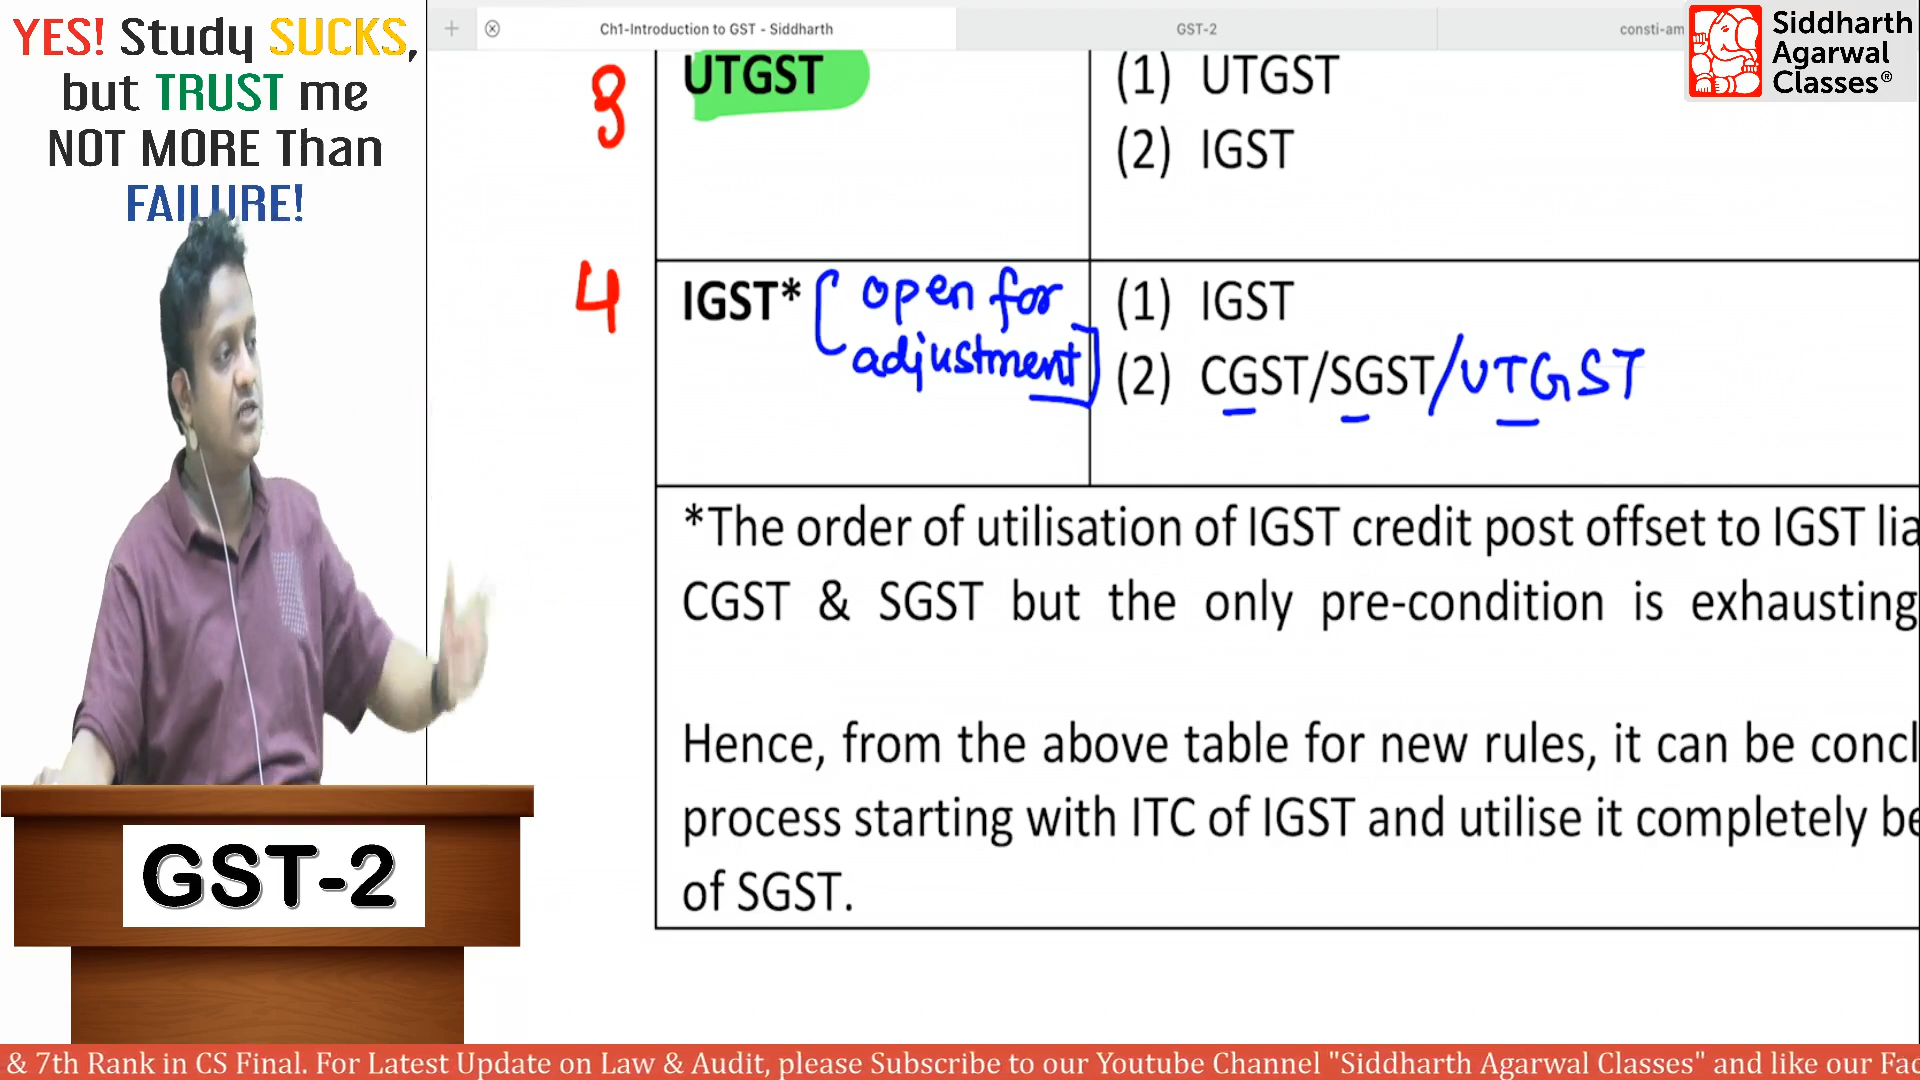 YES! Study SUCKS,
but TRUST me
NOT MORE Than
FAILURE!
Ch1-Introduction to GST - Siddharth
GST-2
consti-am
Siddharth
Agarwal
Classes®
3
UTGST
(1) UTGST
(2) IGST
4
IGST*
open for
adjustment
(1) IGST
(2) CGST/SGST/UTGST
*The order of utilisation of IGST credit post offset to IGST lia
CGST & SGST but the only pre-condition is exhausting
Hence, from the above table for new rules, it can be concl
process starting with ITC of IGST and utilise it completely be
of SGST.
GST-2
& 7th Rank in CS Final. For Latest Update on Law & Audit, please Subscribe to our Youtube Channel "Siddharth Agarwal Classes" and like our Fac